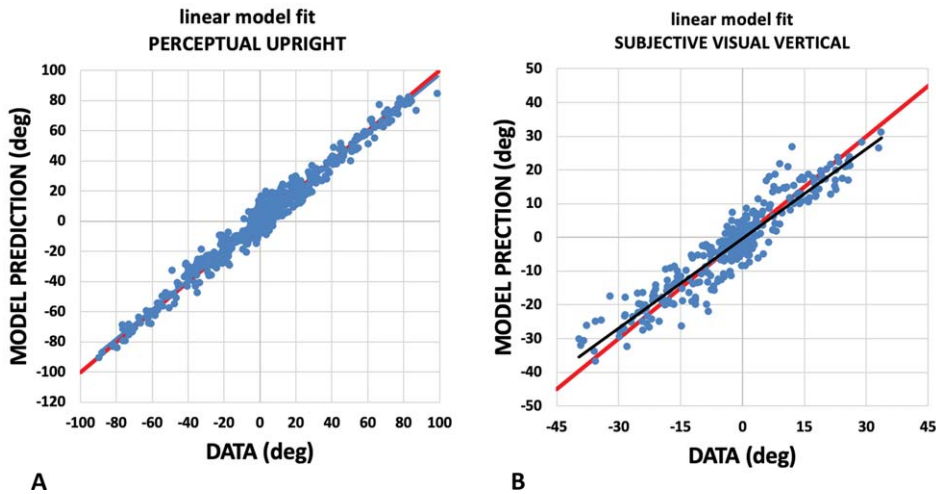 linear model fit
PERCEPTUAL UPRIGHT
MODEL PREDICTION (deg)
100
80
60
40
20
0
-20
-40
-60
-80
-100
-120
-100 -80 -60 -40 -20 0 20 40 60 80 100
DATA (deg)
A
linear model fit
SUBJECTIVE VISUAL VERTICAL
MODEL PRECTION (deg)
50
40
30
20
10
0
-10
-20
-30
-40
-50
-45 -30 -15 0 15 30 45
DATA (deg)
B